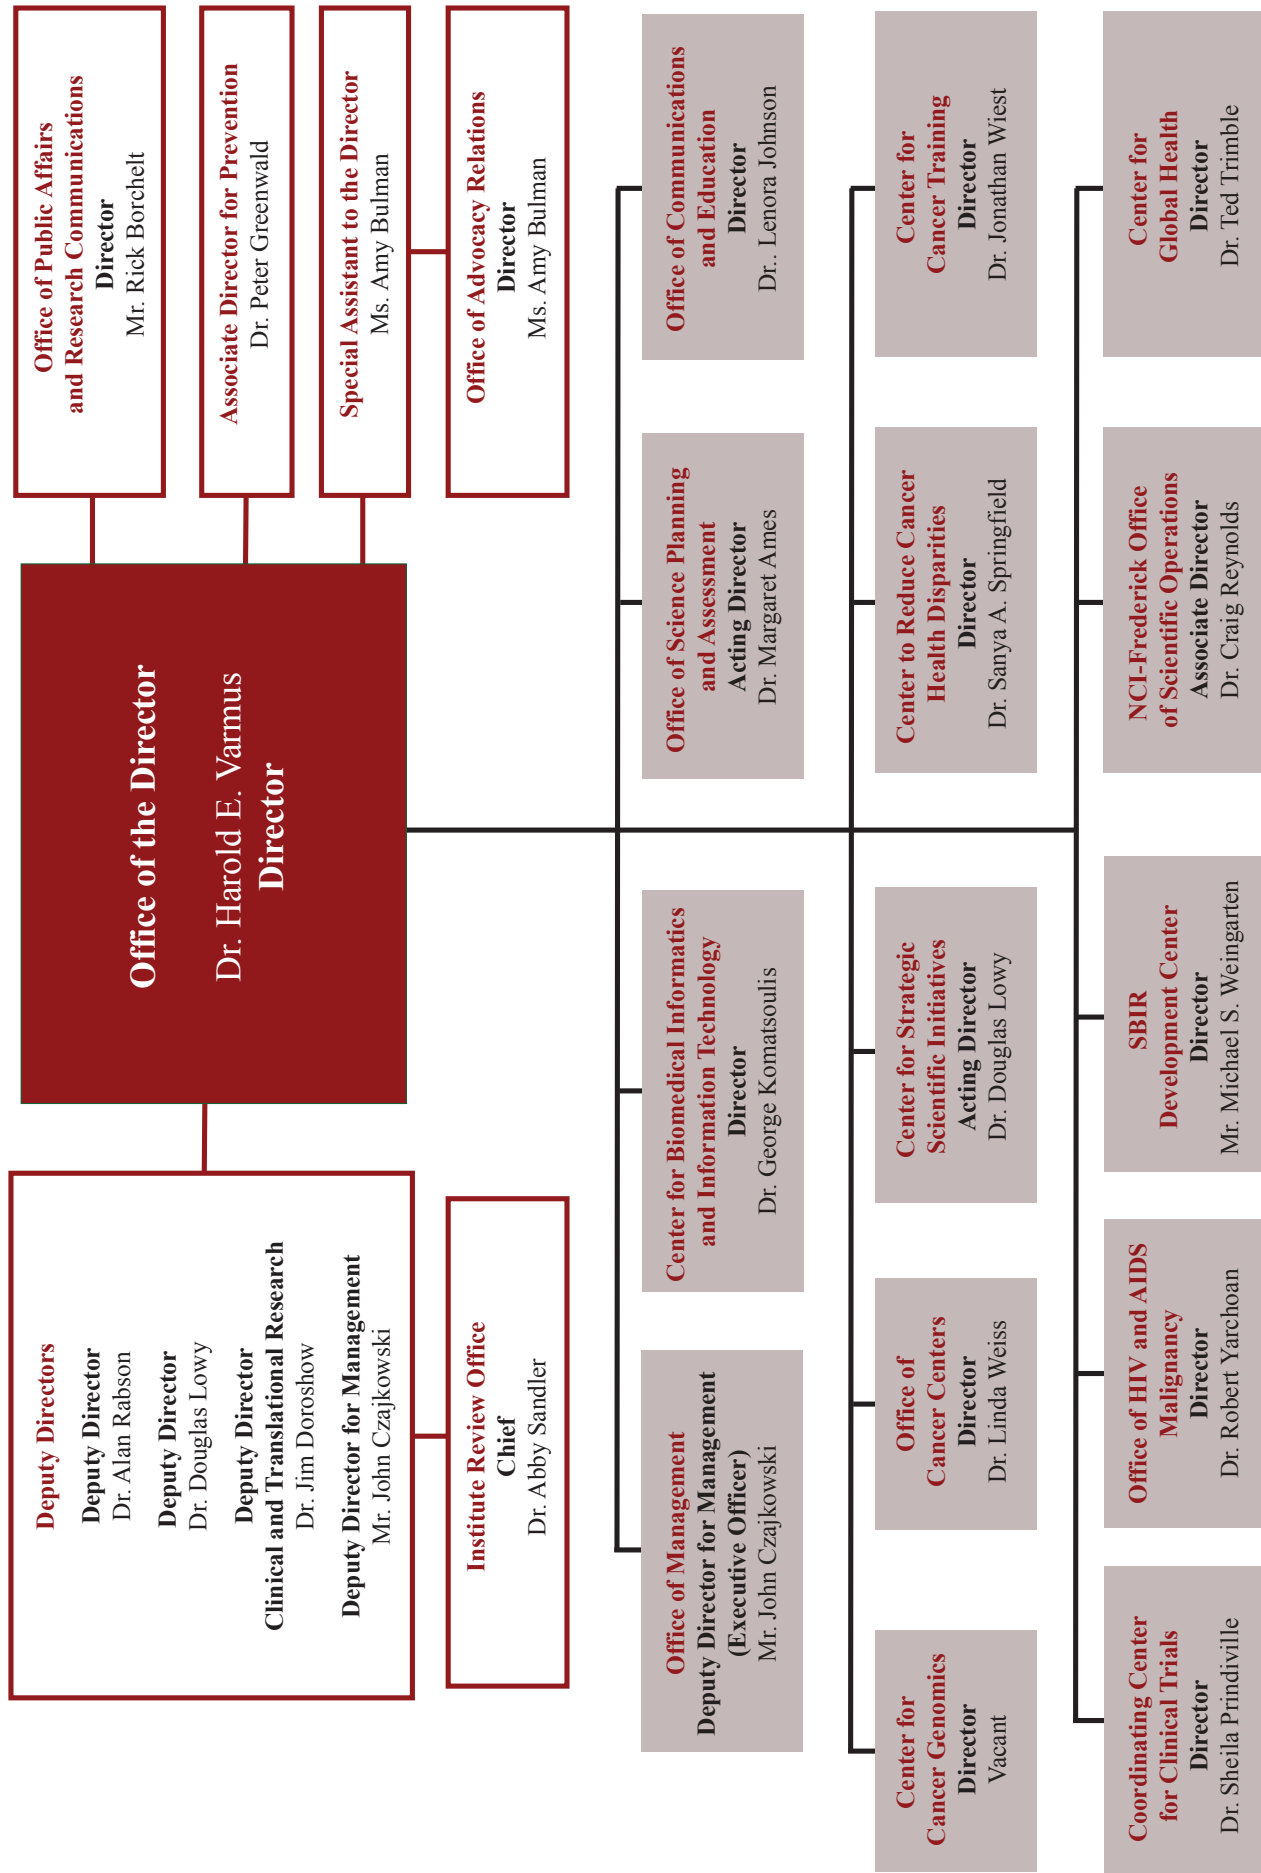 Deputy Directors
Deputy Director
Dr. Alan Rabson
Deputy Director
Dr. Douglas Lowy
Deputy Director
Clinical and Translational Research
Dr. Jim Doroshow
Deputy Director for Management
Mr. John Czajkowski
Institute Review Office
Chief
Dr. Abby Sandler
Office of the Director
Dr. Harold E. Varmus
Director
Office of Public Affairs
and Research Communications
Director
Mr. Rick Borchelt
Associate Director for Prevention
Dr. Peter Greenwald
Special Assistant to the Director
Ms. Amy Bulman
Office of Advocacy Relations
Director
Ms. Amy Bulman
Office of Management
Deputy Director for Management
(Executive Officer)
Mr. John Czajkowski
Center for Biomedical Informatics
and Information Technology
Director
Dr. George Komatsoulis
Office of Science Planning
and Assessment
Acting Director
Dr. Margaret Ames
Office of Communications
and Education
Director
Dr.. Lenora Johnson
Center for
Cancer Genomics
Director
Vacant
Office of
Cancer Centers
Director
Dr. Linda Weiss
Center for Strategic
Scientific Initiatives
Acting Director
Dr. Douglas Lowy
Center to Reduce Cancer
Health Disparities
Director
Dr. Sanya A. Springfield
Center for
Cancer Training
Director
Dr. Jonathan Wiest
Coordinating Center
for Clinical Trials
Director
Dr. Sheila Prindiville
Office of HIV and AIDS
Malignancy
Director
Dr. Robert Yarchoan
SBIR
Development Center
Director
Mr. Michael S. Weingarten
NCI-Frederick Office
of Scientific Operations
Associate Director
Dr. Craig Reynolds
Center for
Global Health
Director
Dr. Ted Trimble